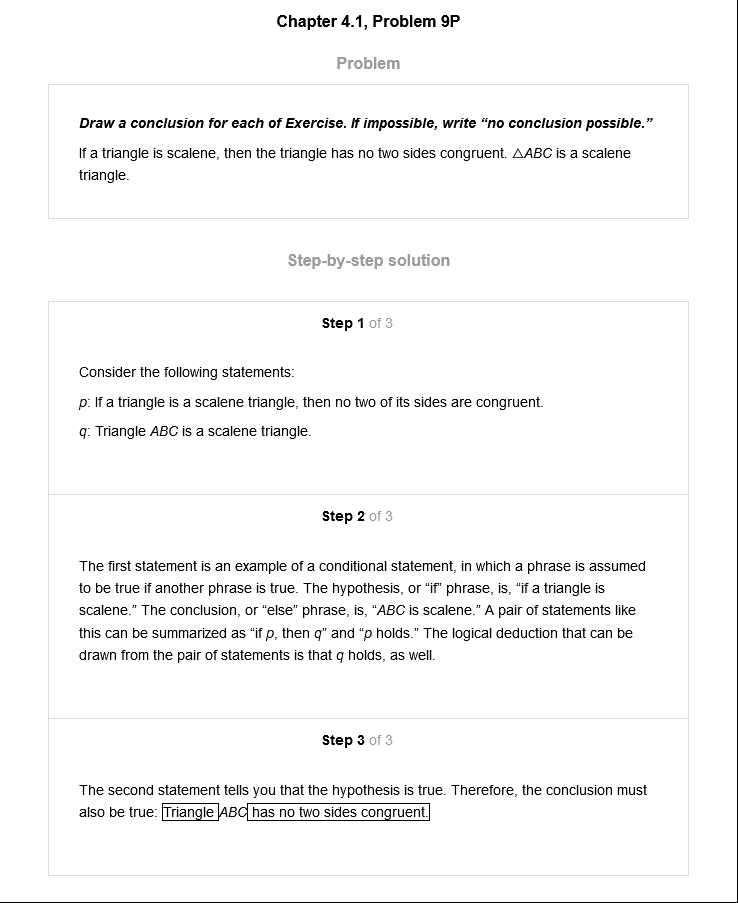 Chapter 4.1, Problem 9P
Problem
Draw a conclusion for each of Exercise. If impossible, write “no conclusion possible.”
If a triangle is scalene, then the triangle has no two sides congruent. △ABC is a scalene
triangle.
Step-by-step solution
Step 1 of 3
Consider the following statements:
p: If a triangle is a scalene triangle, then no two of its sides are congruent.
q: Triangle ABC is a scalene triangle.
Step 2 of 3
The first statement is an example of a conditional statement, in which a phrase is assumed
to be true if another phrase is true. The hypothesis, or “if” phrase, is, “if a triangle is
scalene.” The conclusion, or “else” phrase, is, “ABC is scalene.” A pair of statements like
this can be summarized as “if p, then q” and “p holds.” The logical deduction that can be
drawn from the pair of statements is that q holds, as well.
Step 3 of 3
The second statement tells you that the hypothesis is true. Therefore, the conclusion must
also be true: Triangle ABC has no two sides congruent.